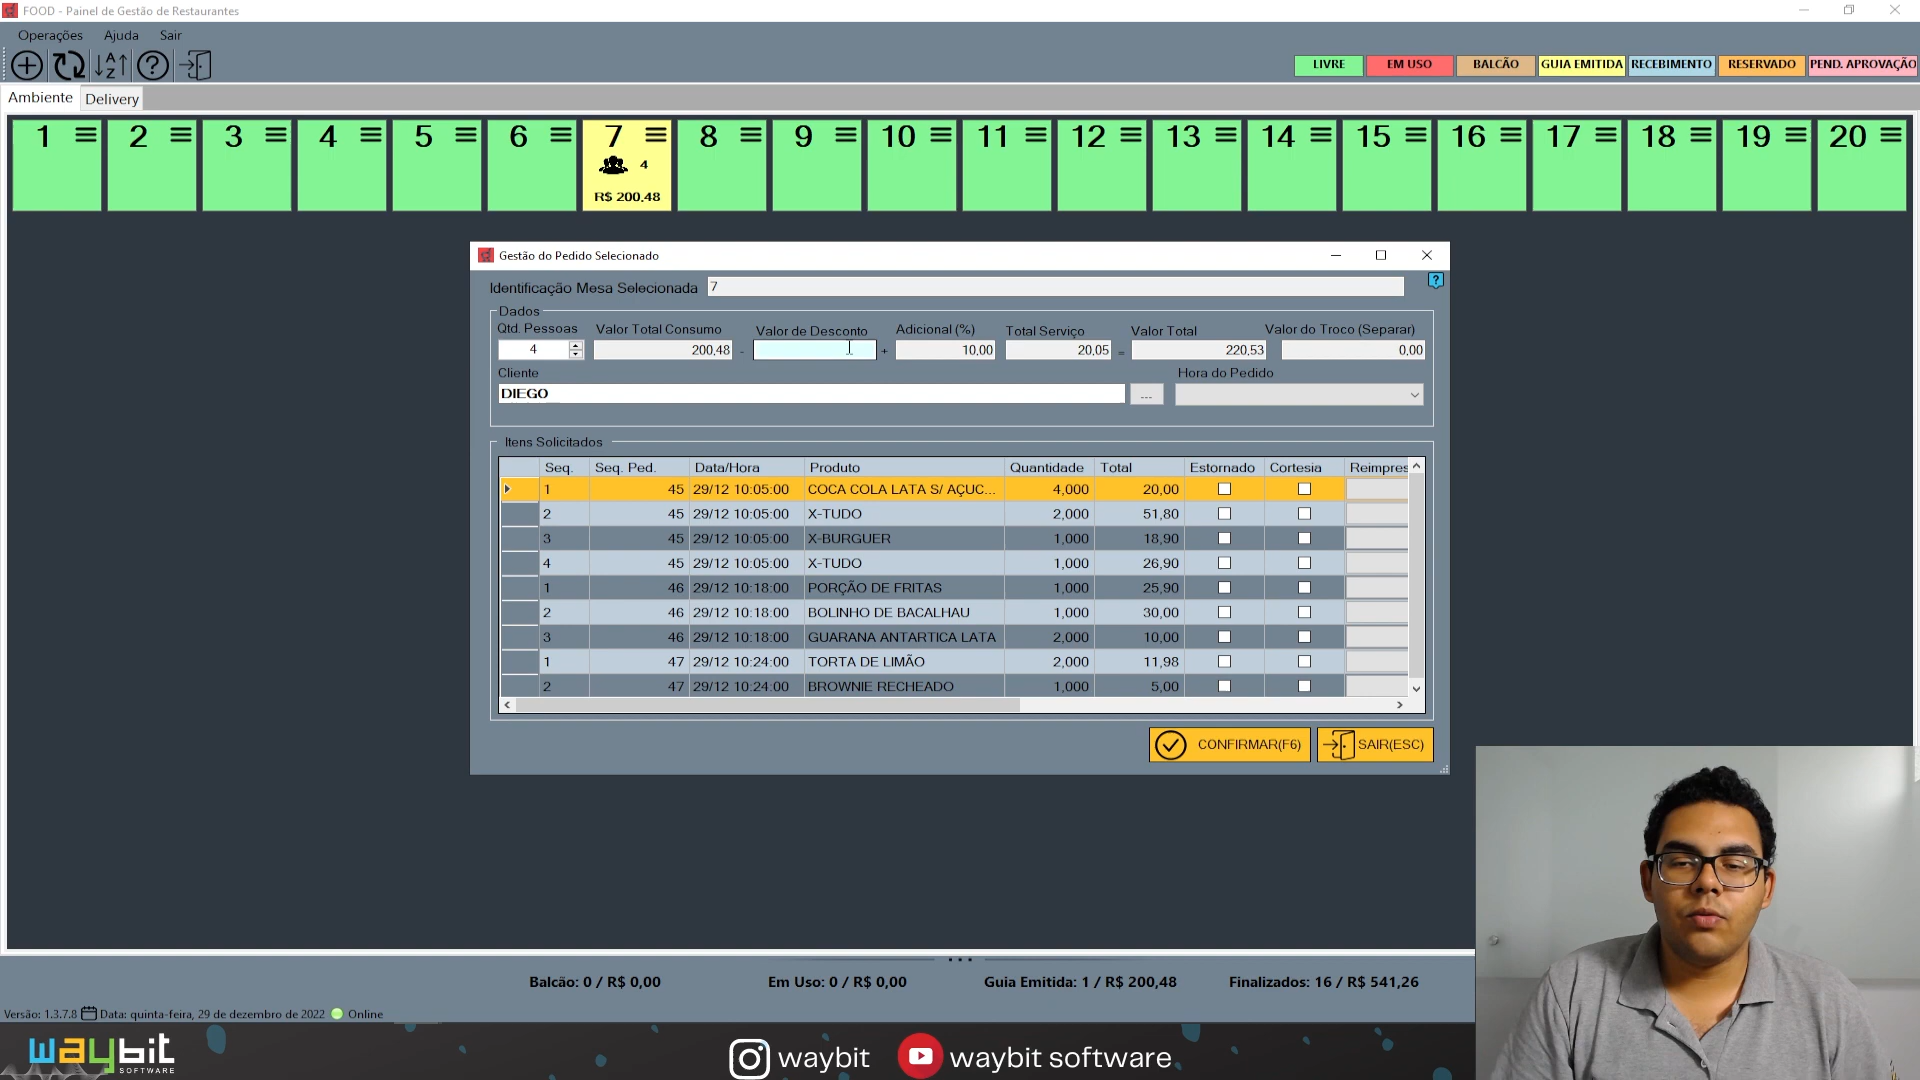 FOOD - Painel de Gestão de Restaurantes
Operações Ajuda Sair
LIVRE EM USO BALCÃO GUIA EMITIDA RECEBIMENTO RESERVADO PEND. APROVAÇÃO
Ambiente Delivery
1 2 3 4 5 6 7 8 9 10 11 12 13 14 15 16 17 18 19 20
4
R$ 200,48
Gestão do Pedido Selecionado
Identificação Mesa Selecionada 7
Dados
Qtd. Pessoas Valor Total Consumo Valor de Desconto Adicional (%) Total Serviço Valor Total Valor do Troco (Separar)
4 200,48 - + 10,00 20,05 = 220,53 0,00
Cliente Hora do Pedido
DIEGO ...
Itens Solicitados
Seq. Seq. Ped. Data/Hora Produto Quantidade Total Estornado Cortesia Reimpres
1 45 29/12 10:05:00 COCA COLA LATA S/ AÇUC... 4,000 20,00
2 45 29/12 10:05:00 X-TUDO 2,000 51,80
3 45 29/12 10:05:00 X-BURGUER 1,000 18,90
4 45 29/12 10:05:00 X-TUDO 1,000 26,90
1 46 29/12 10:18:00 PORÇÃO DE FRITAS 1,000 25,90
2 46 29/12 10:18:00 BOLINHO DE BACALHAU 1,000 30,00
3 46 29/12 10:18:00 GUARANA ANTARTICA LATA 2,000 10,00
1 47 29/12 10:24:00 TORTA DE LIMÃO 2,000 11,98
2 47 29/12 10:24:00 BROWNIE RECHEADO 1,000 5,00
CONFIRMAR(F6) SAIR(ESC)
Balcão: 0 / R$ 0,00 Em Uso: 0 / R$ 0,00 Guia Emitida: 1 / R$ 200,48 Finalizados: 16 / R$ 541,26
Versão: 1.3.7.8 Data: quinta-feira, 29 de dezembro de 2022 Online
waybit
SOFTWARE
waybit waybit software